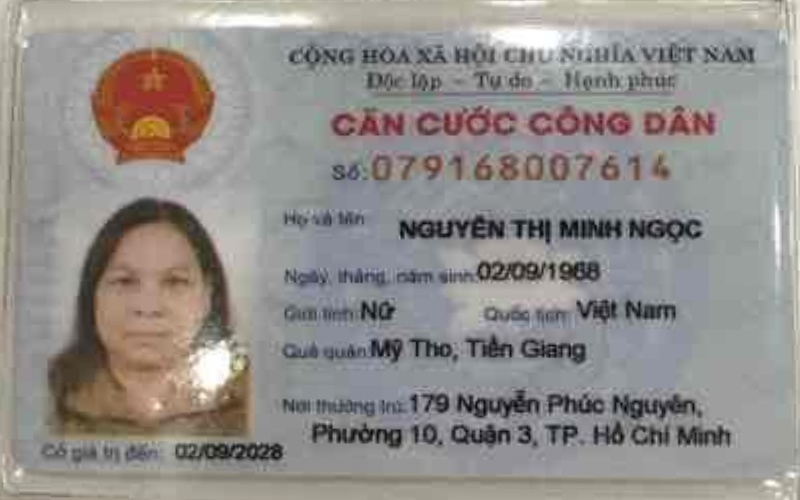 CỘNG HÒA XÃ HỘI CHỦ NGHĨA VIỆT NAM
Độc lập - Tự do - Hạnh phúc
CĂN CƯỚC CÔNG DÂN
Số: 079168007614
Họ và tên: NGUYỄN THỊ MINH NGỌC
Ngày, tháng, năm sinh: 02/09/1968
Giới tính: Nữ Quốc tịch: Việt Nam
Quê quán: Mỹ Tho, Tiền Giang
Nơi thường trú: 179 Nguyễn Phúc Nguyên,
Phường 10, Quận 3, TP. Hồ Chí Minh
Có giá trị đến: 02/09/2028